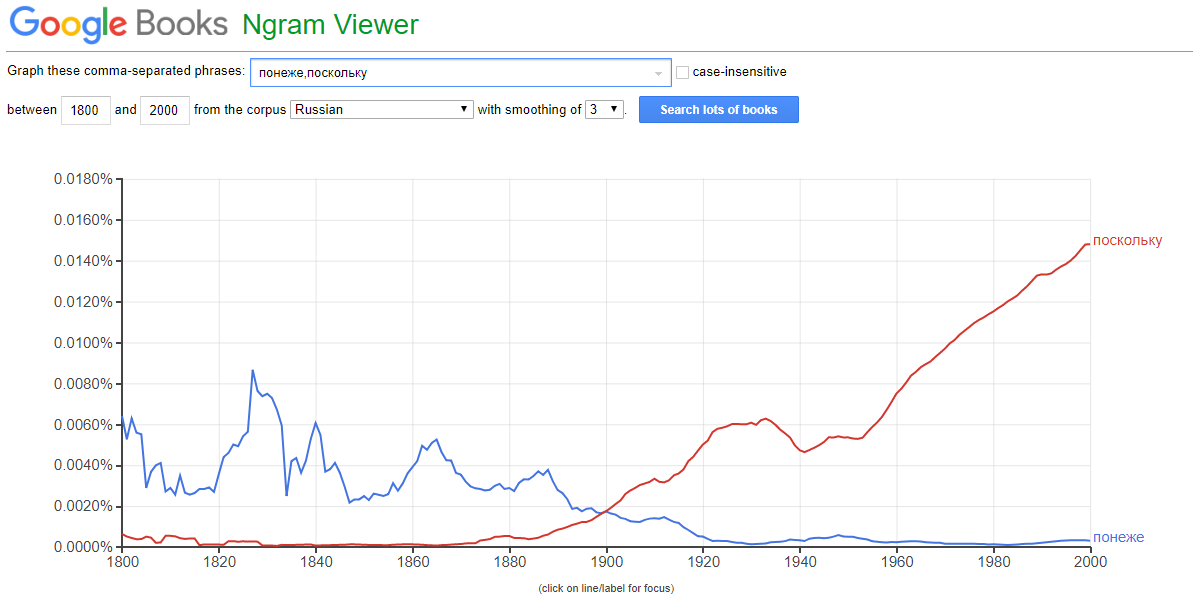 Google Books Ngram Viewer
Graph these comma-separated phrases: понеже,поскольку case-insensitive
between 1800 and 2000 from the corpus Russian with smoothing of 3 . Search lots of books
0.0180%
0.0160%
поскольку
0.0140%
0.0120%
0.0100%
0.0080%
0.0060%
0.0040%
0.0020%
понеже
0.0000%
1800 1820 1840 1860 1880 1900 1920 1940 1960 1980 2000
(click on line/label for focus)